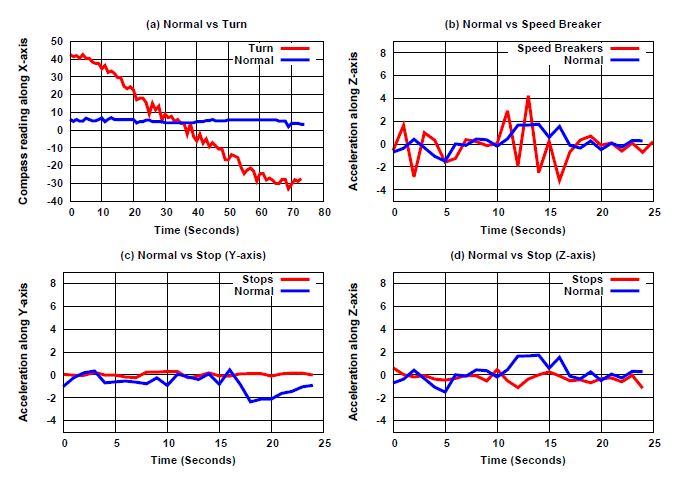 (a) Normal vs Turn
Compass reading along X-axis
50
40
30
20
10
0
-10
-20
-30
-40
Turn
Normal
0 10 20 30 40 50 60 70 80
Time (Seconds)
(b) Normal vs Speed Breaker
Acceleration along Z-axis
8
6
4
2
0
-2
-4
Speed Breakers
Normal
0 5 10 15 20 25
Time (Seconds)
(c) Normal vs Stop (Y-axis)
Acceleration along Y-axis
8
6
4
2
0
-2
-4
Stops
Normal
0 5 10 15 20 25
Time (Seconds)
(d) Normal vs Stop (Z-axis)
Acceleration along Z-axis
8
6
4
2
0
-2
-4
Stops
Normal
0 5 10 15 20 25
Time (Seconds)